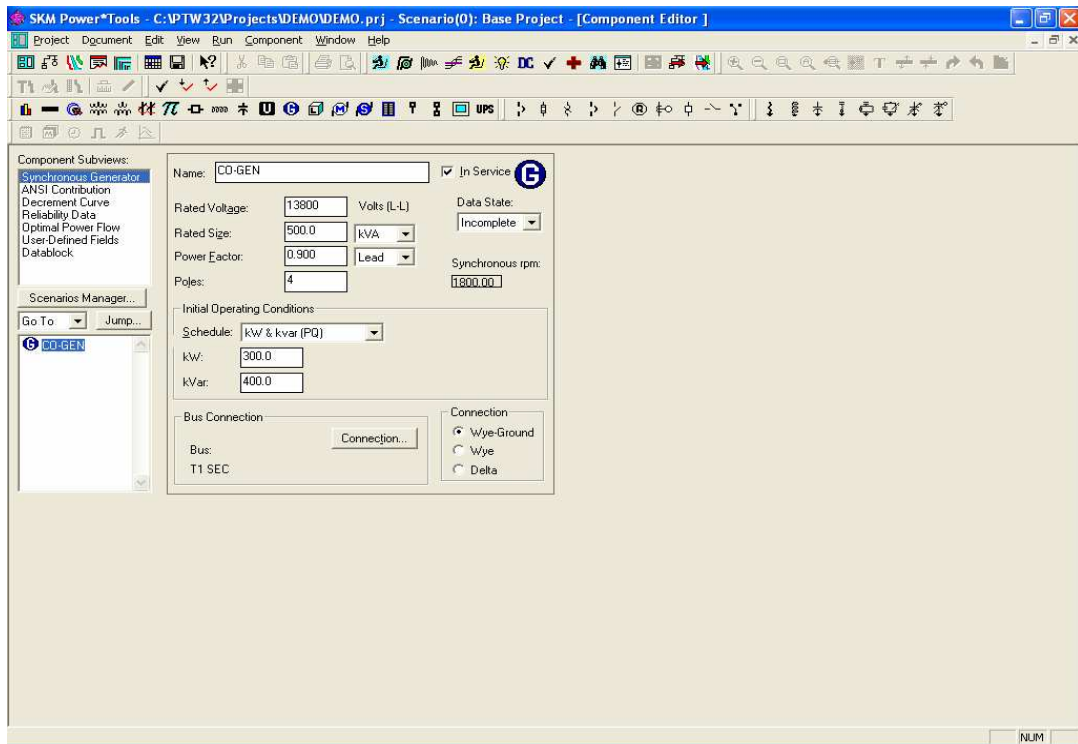 SKM Power*Tools - C:\PTW32\Projects\DEMO\DEMO.prj - Scenario(0): Base Project - [Component Editor ]
Project Document Edit View Run Component Window Help
DC T
π U G M S UPS R
Component Subviews:
Synchronous Generator
ANSI Contribution
Decrement Curve
Reliability Data
Optimal Power Flow
User-Defined Fields
Datablock
Scenarios Manager...
Go To Jump...
G CO-GEN
Name: CO-GEN In Service G
Rated Voltage: 13800 Volts (L-L) Data State:
Rated Size: 500.0 kVA Incomplete
Power Factor: 0.900 Lead Synchronous rpm:
Poles: 4 1800.00
Initial Operating Conditions
Schedule: kW & kvar (PQ)
kW: 300.0
kVar: 400.0
Bus Connection
Connection...
Bus:
T1 SEC
Connection
Wye-Ground
Wye
Delta
NUM